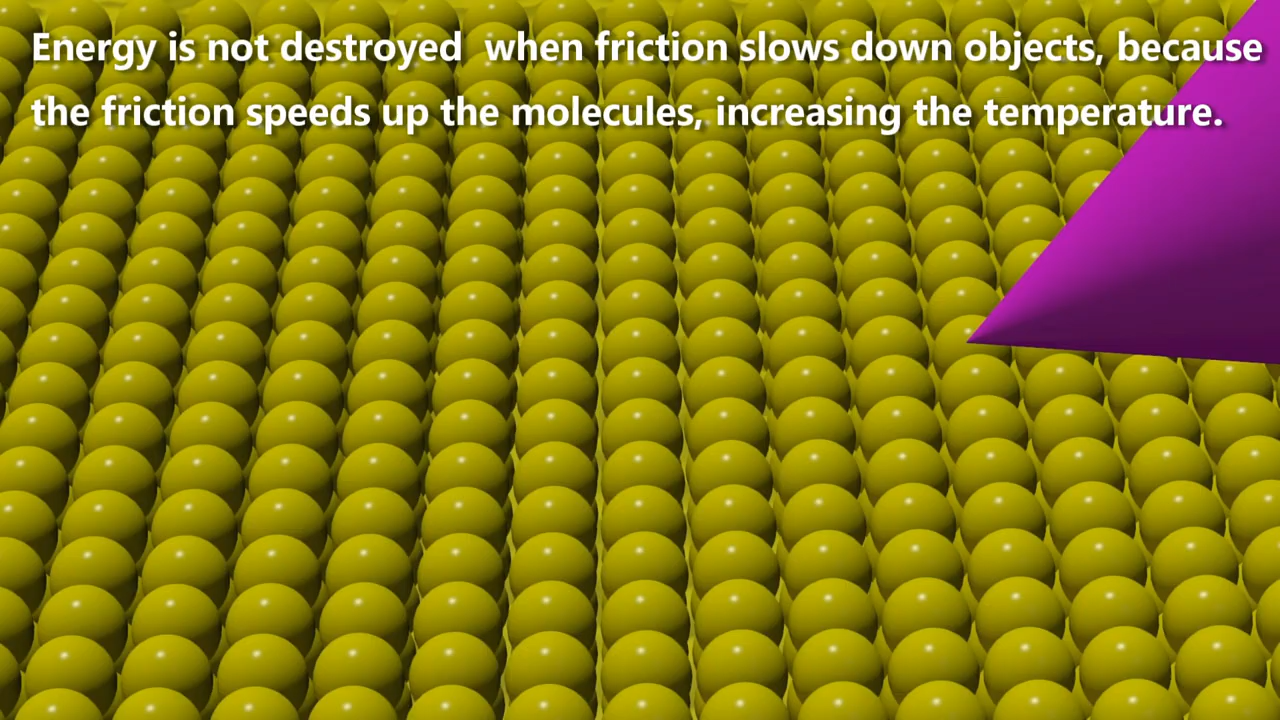 Energy is not destroyed  when friction slows down objects, because
the friction speeds up the molecules, increasing the temperature.